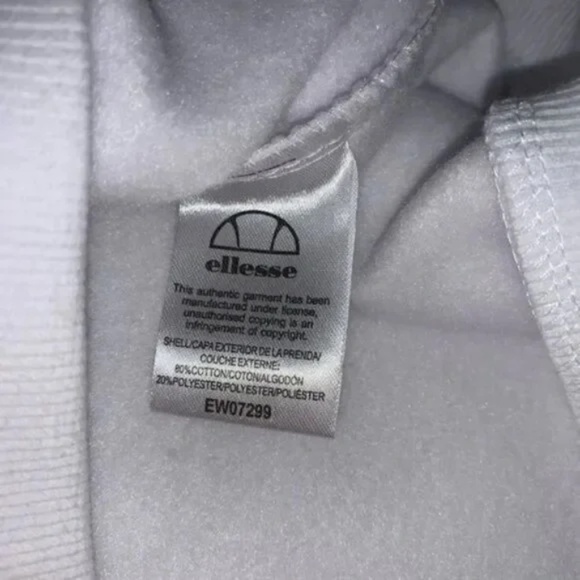 ellesse
This authentic garment has been
manufactured under license,
unauthorised copying is an
infringement of copyright.
SHELL/CAPA EXTERIOR DE LA PRENDA/
COUCHE EXTERNE:
80%COTTON/COTON/ALGODÓN
20%POLYESTER/POLYESTER/POLIÉSTER
EW07299